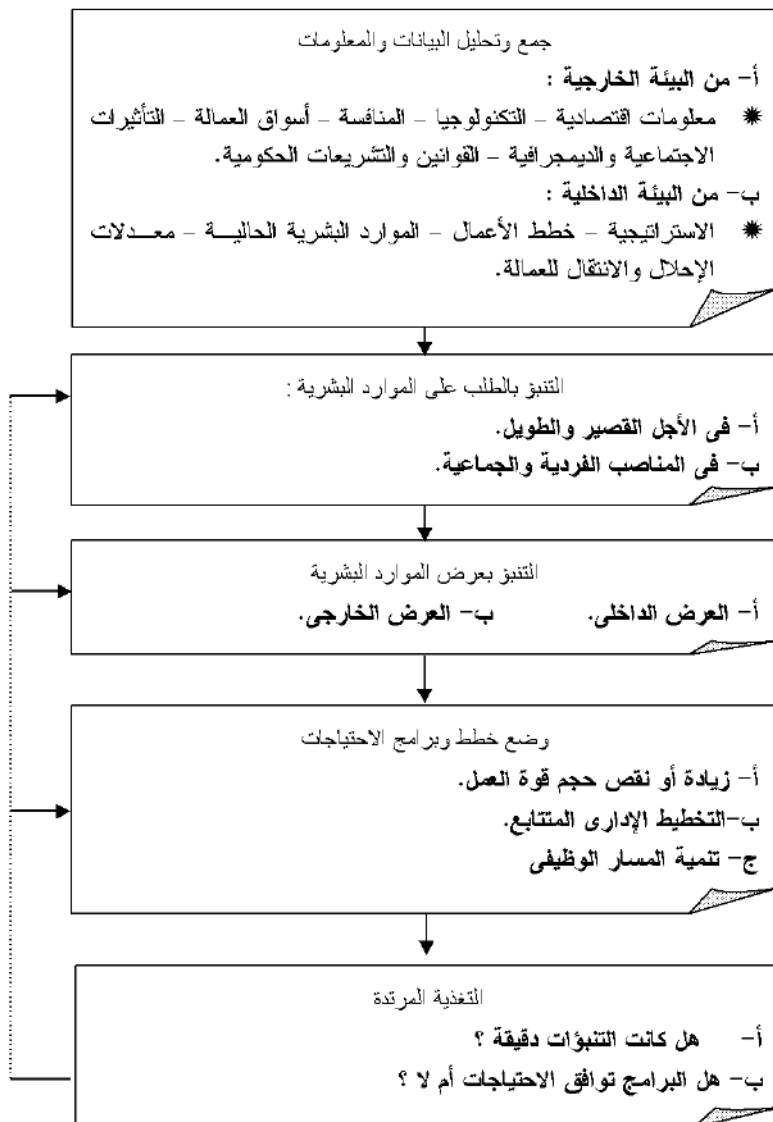 جمع وتحليل البيانات والمعلومات
أ- من البيئة الخارجية :
✹ معلومات اقتصادية – التكنولوجيا – المنافسة – أسواق العمالة – التأثيرات
الاجتماعية والديمجرافية – القوانين والتشريعات الحكومية.
ب- من البيئة الداخلية :
✹ الاستراتيجية – خطط الأعمال – الموارد البشرية الحالية – معدلات
الإحلال والانتقال للعمالة.
التنبؤ بالطلب على الموارد البشرية :
أ- فى الأجل القصير والطويل.
ب- فى المناصب الفردية والجماعية.
التنبؤ بعرض الموارد البشرية
أ- العرض الداخلى. ب- العرض الخارجى.
وضع خطط وبرامج الاحتياجات
أ- زيادة أو نقص حجم قوة العمل.
ب-التخطيط الإدارى المتتابع.
ج- تنمية المسار الوظيفى
التغذية المرتدة
أ- هل كانت التنبؤات دقيقة ؟
ب- هل البرامج توافق الاحتياجات أم لا ؟